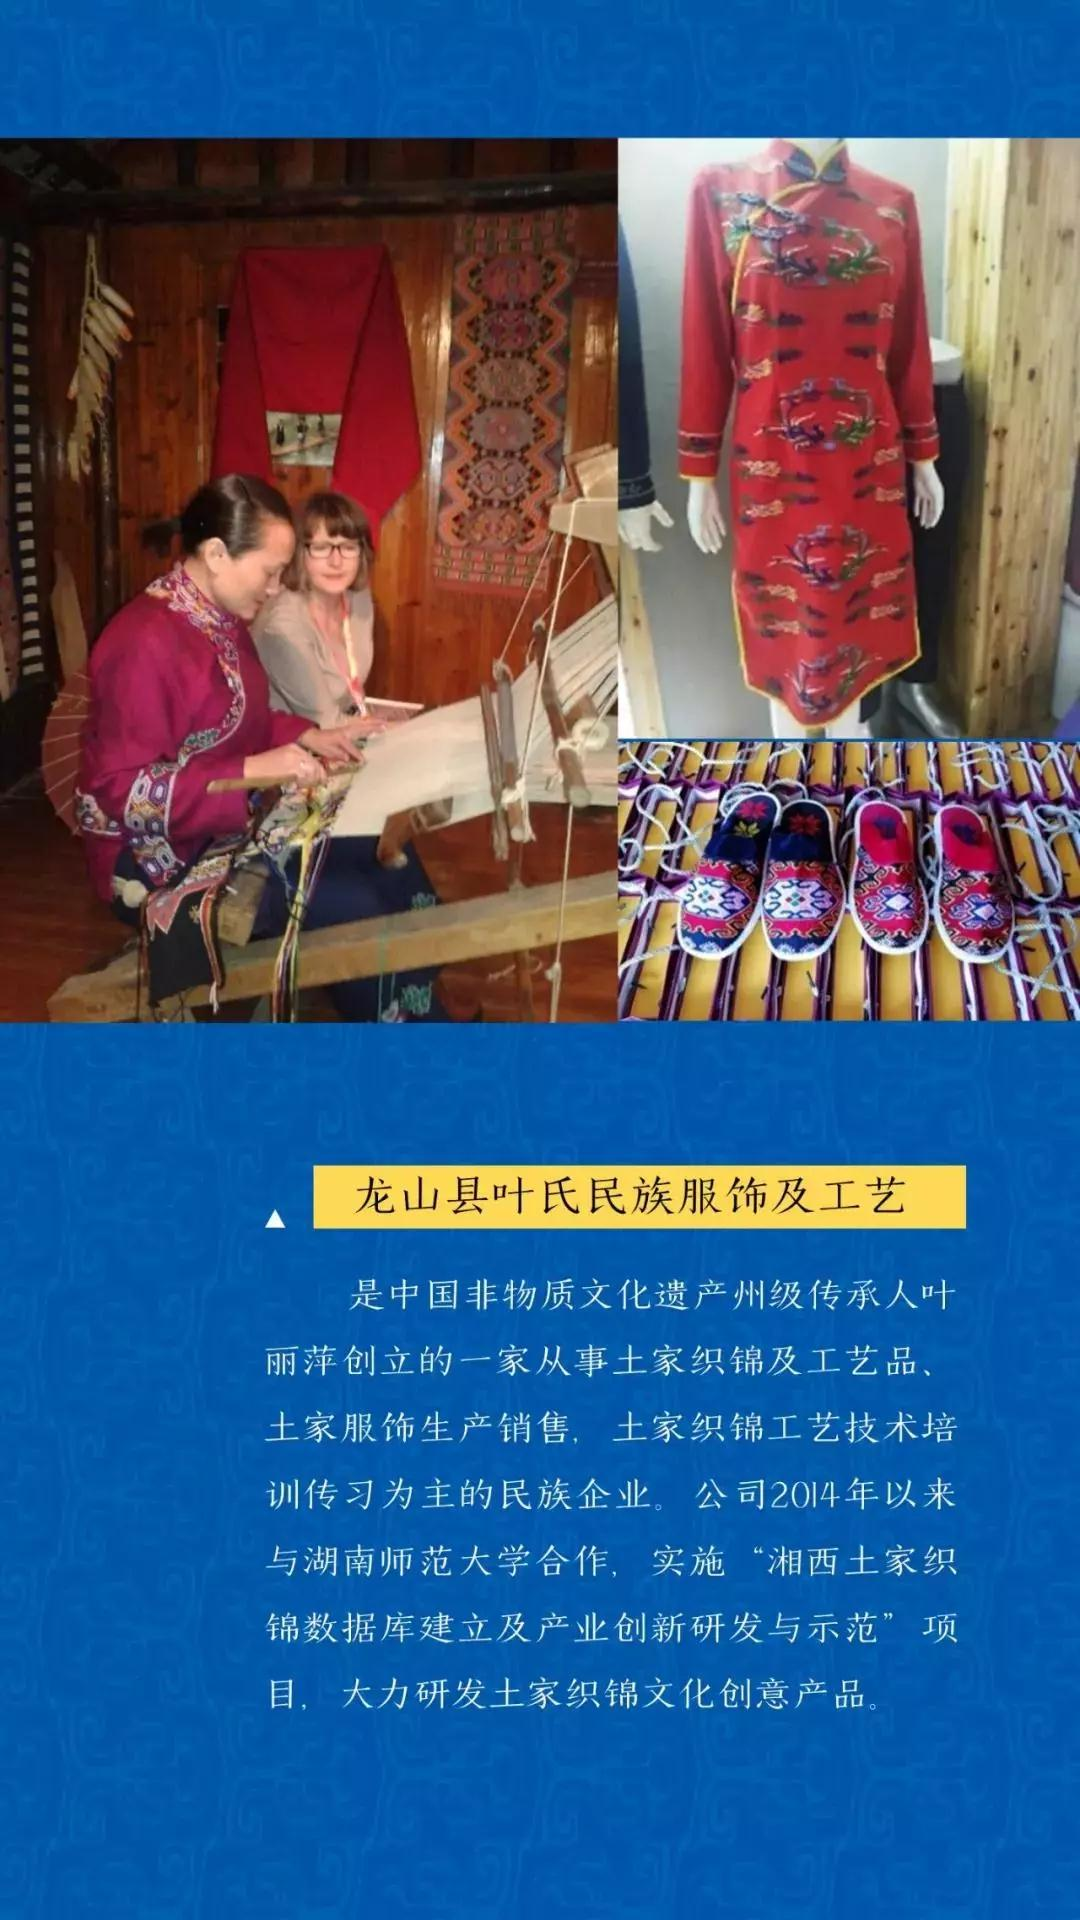 龙山县叶氏民族服饰及工艺
是中国非物质文化遗产州级传承人叶
丽萍创立的一家从事土家织锦及工艺品、
土家服饰生产销售，土家织锦工艺技术培
训传习为主的民族企业。公司2014年以来
与湖南师范大学合作，实施“湘西土家织
锦数据库建立及产业创新研发与示范”项
目，大力研发土家织锦文化创意产品。